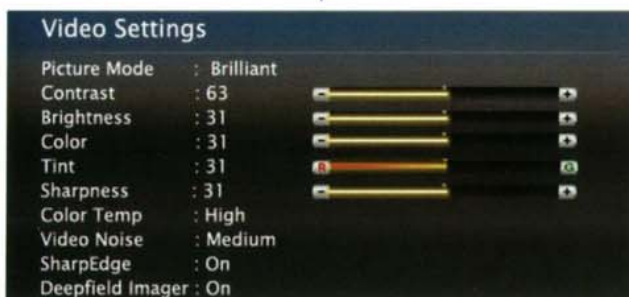 Video Settings
Picture Mode : Brilliant
Contrast : 63
Brightness : 31
Color : 31
Tint : 31 R G
Sharpness : 31
Color Temp : High
Video Noise : Medium
SharpEdge : On
Deepfield Imager : On